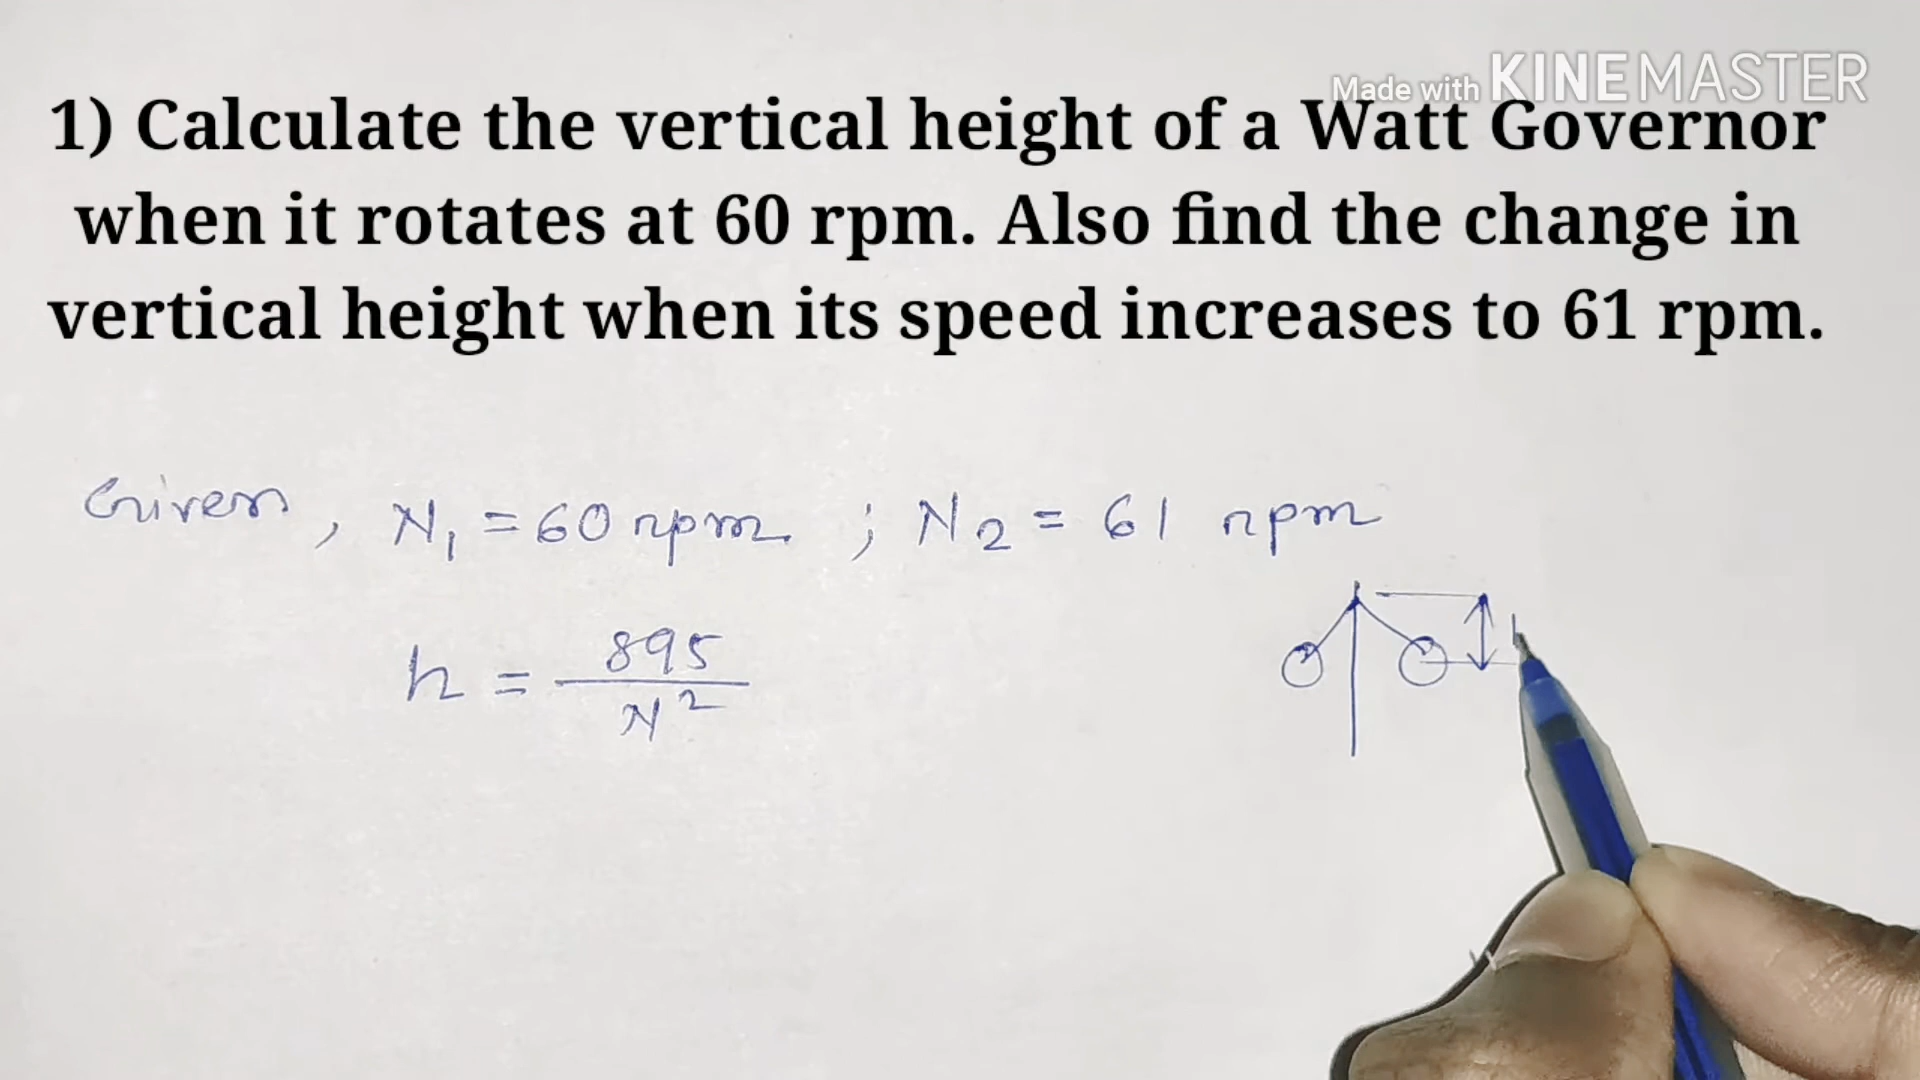 Made with KINEMASTER
1) Calculate the vertical height of a Watt Governor
when it rotates at 60 rpm. Also find the change in
vertical height when its speed increases to 61 rpm.
Given, N₁ = 60 rpm ; N₂ = 61 rpm
h = 895 / N²